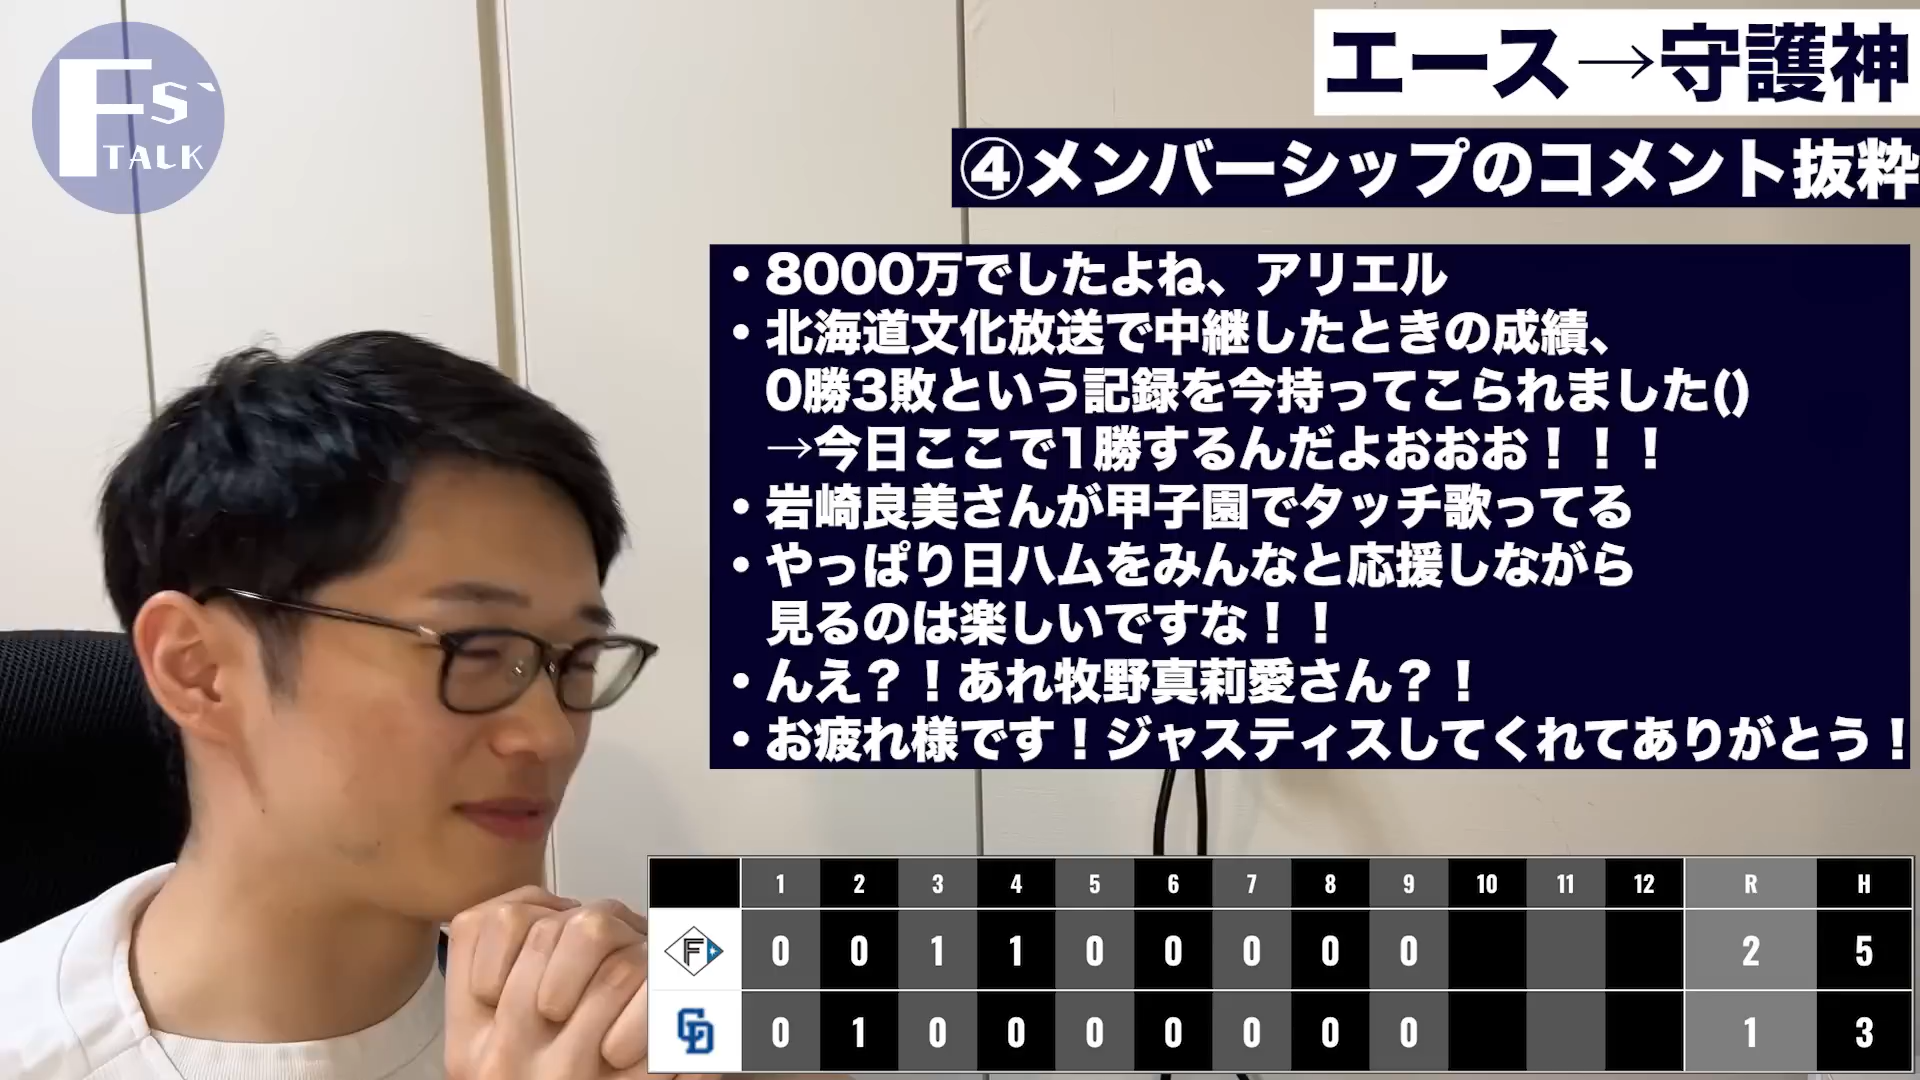 Fs`
TALK
エース→守護神
④メンバーシップのコメント抜粋
・8000万でしたよね、アリエル
・北海道文化放送で中継したときの成績、
0勝3敗という記録を今持ってこられました()
→今日ここで1勝するんだよおおお！！！
・岩崎良美さんが甲子園でタッチ歌ってる
・やっぱり日ハムをみんなと応援しながら
見るのは楽しいですな！！
・んえ？！あれ牧野真莉愛さん？！
・お疲れ様です！ジャスティスしてくれてありがとう！
1 2 3 4 5 6 7 8 9 10 11 12 R H
F 0 0 1 1 0 0 0 0 0 2 5
CD 0 1 0 0 0 0 0 0 0 1 3